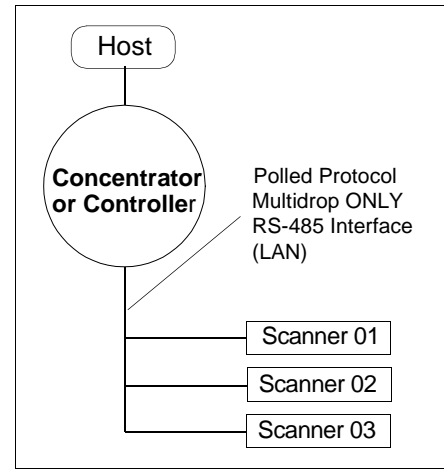 Host
Concentrator
or Controller
Polled Protocol
Multidrop ONLY
RS-485 Interface
(LAN)
Scanner 01
Scanner 02
Scanner 03